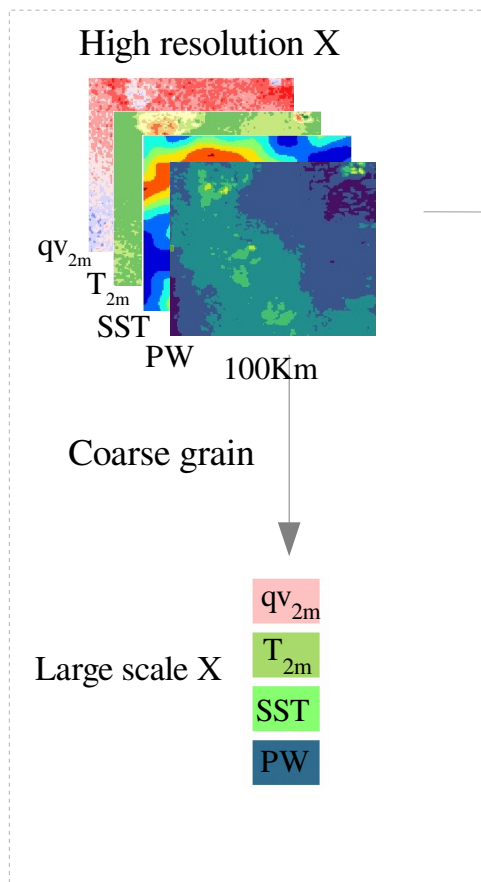 High resolution X
qv2m
T2m
SST
PW
100Km
Coarse grain
Large scale X
qv2m
T2m
SST
PW